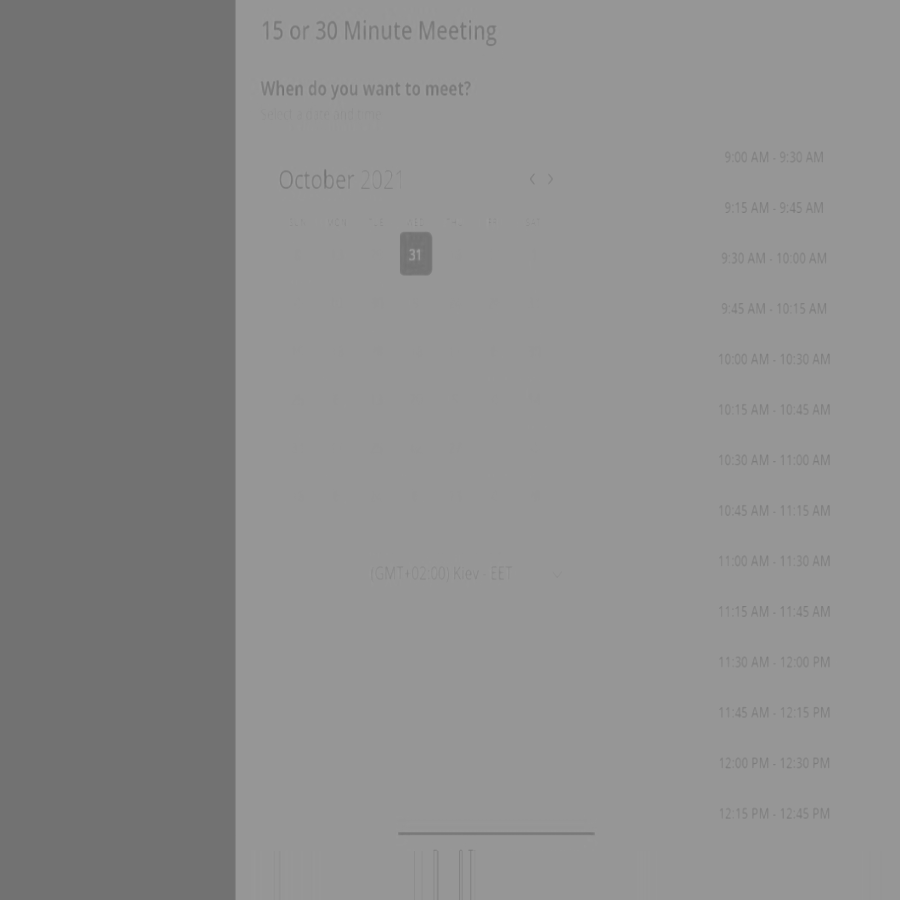 15 or 30 Minute Meeting
When do you want to meet?
Select a date and time
October 2021
31
(GMT+02:00) Kiev - EET
9:00 AM - 9:30 AM
9:15 AM - 9:45 AM
9:30 AM - 10:00 AM
9:45 AM - 10:15 AM
10:00 AM - 10:30 AM
10:15 AM - 10:45 AM
10:30 AM - 11:00 AM
10:45 AM - 11:15 AM
11:00 AM - 11:30 AM
11:15 AM - 11:45 AM
11:30 AM - 12:00 PM
11:45 AM - 12:15 PM
12:00 PM - 12:30 PM
12:15 PM - 12:45 PM